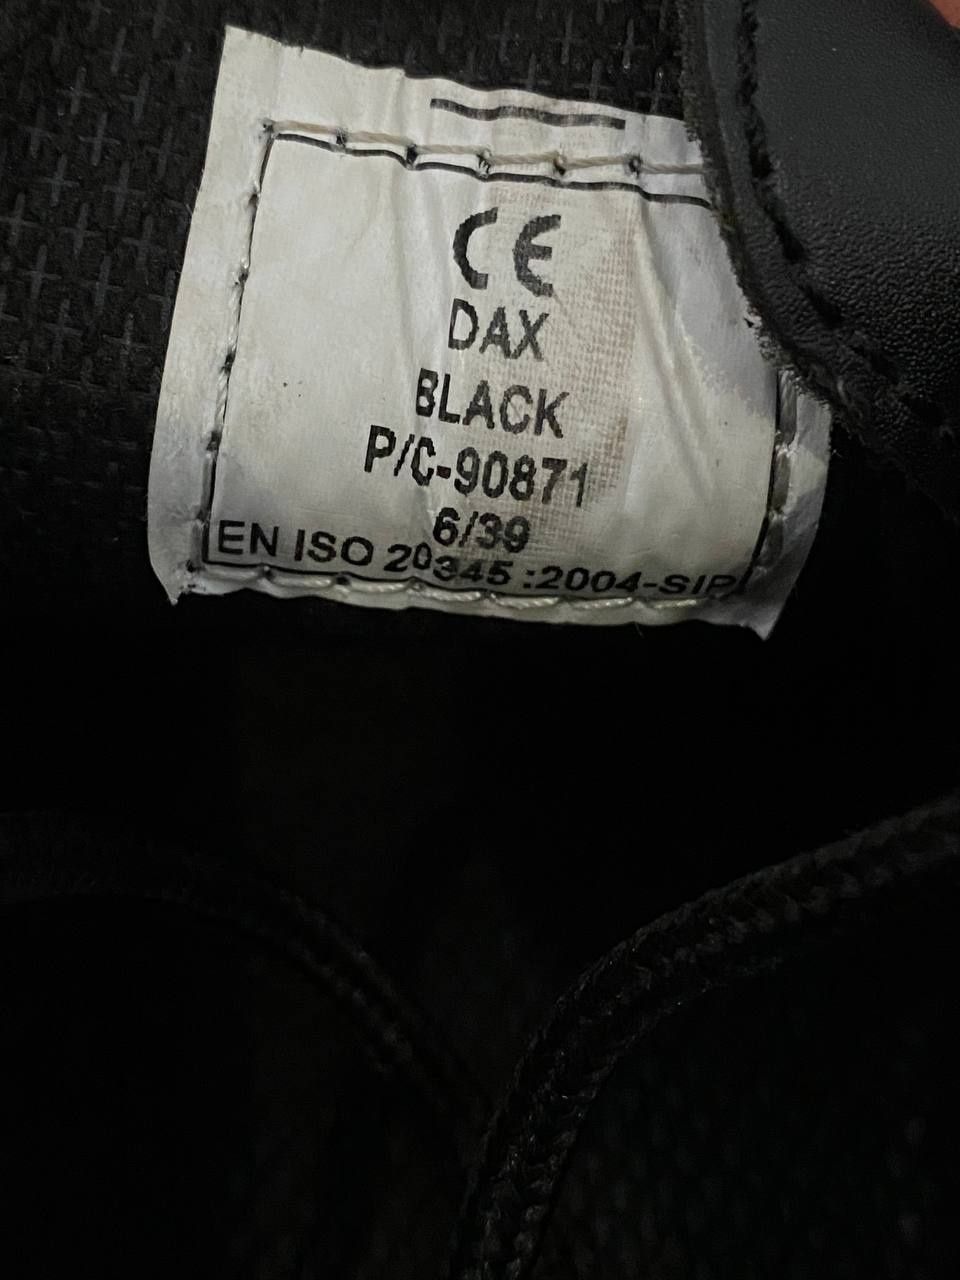 CE
DAX
BLACK
P/C-90871
6/39
EN ISO 20345 :2004-SIP